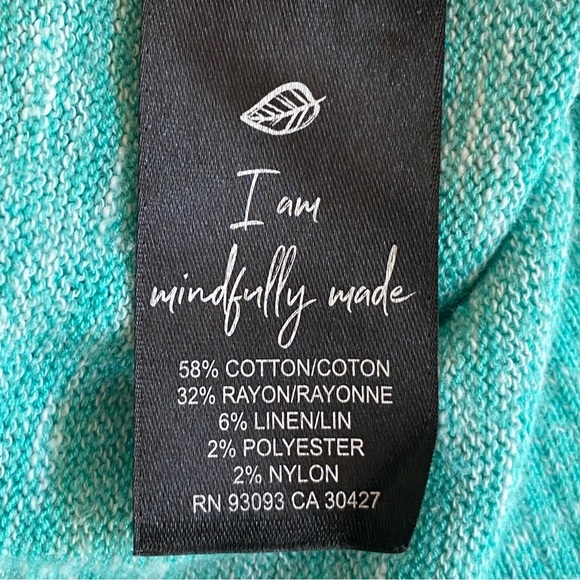 I am
mindfully made
58% COTTON/COTON
32% RAYON/RAYONNE
6% LINEN/LIN
2% POLYESTER
2% NYLON
RN 93093 CA 30427